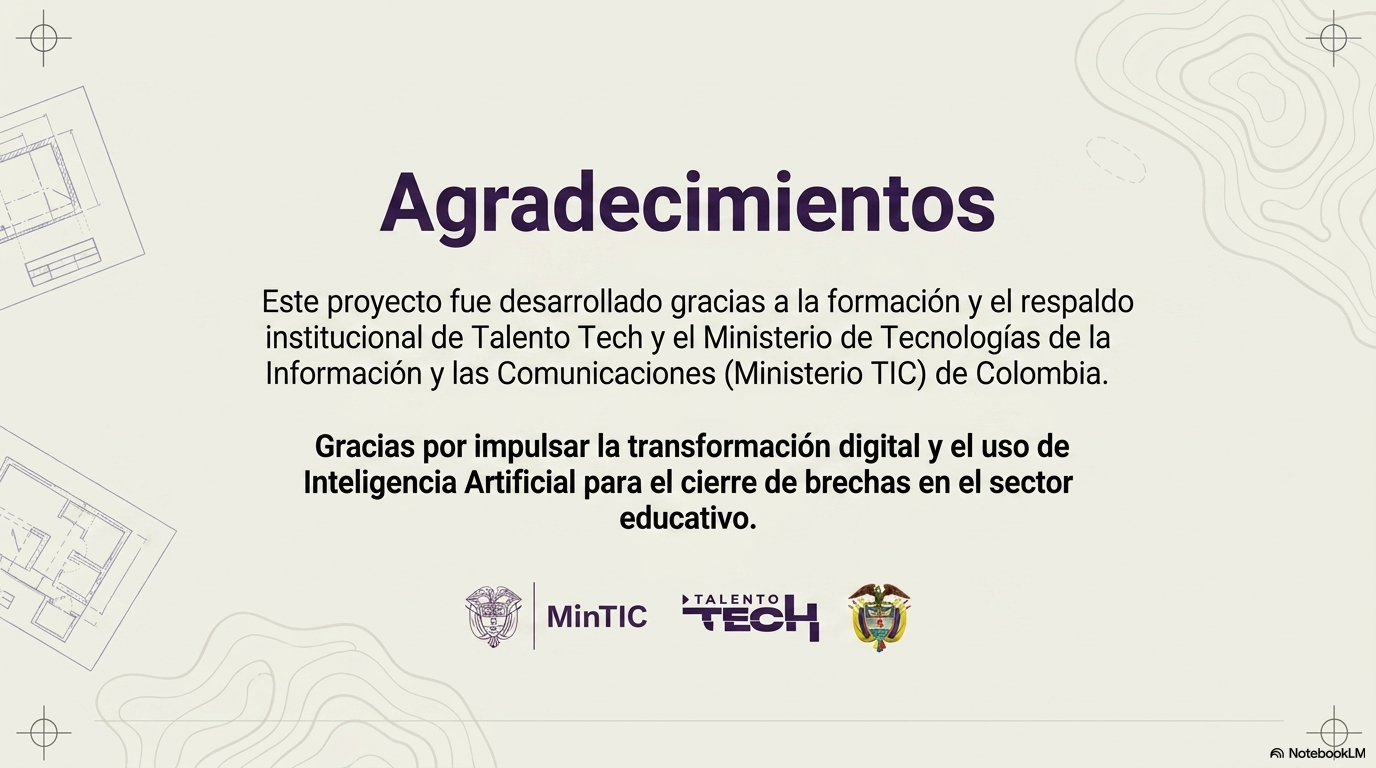 Agradecimientos
Este proyecto fue desarrollado gracias a la formación y el respaldo
institucional de Talento Tech y el Ministerio de Tecnologías de la
Información y las Comunicaciones (Ministerio TIC) de Colombia.
Gracias por impulsar la transformación digital y el uso de
Inteligencia Artificial para el cierre de brechas en el sector
educativo.
MinTIC
TALENTO
TECH
NotebookLM